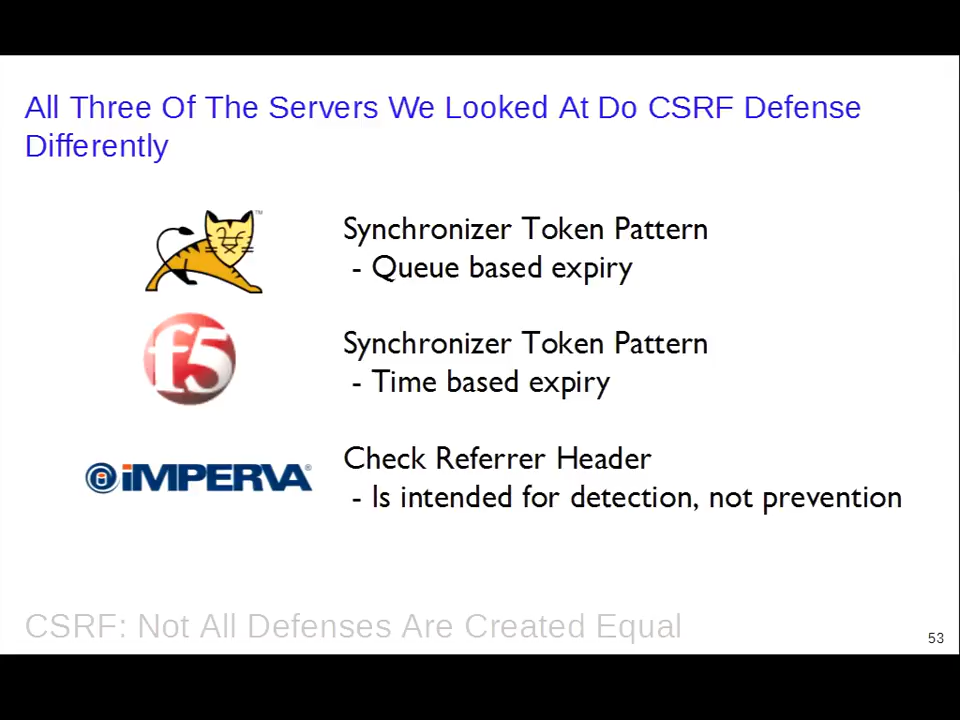 All Three Of The Servers We Looked At Do CSRF Defense
Differently
TM
Synchronizer Token Pattern
- Queue based expiry
f5
Synchronizer Token Pattern
- Time based expiry
iMPERVA®
Check Referrer Header
- Is intended for detection, not prevention
CSRF: Not All Defenses Are Created Equal
53